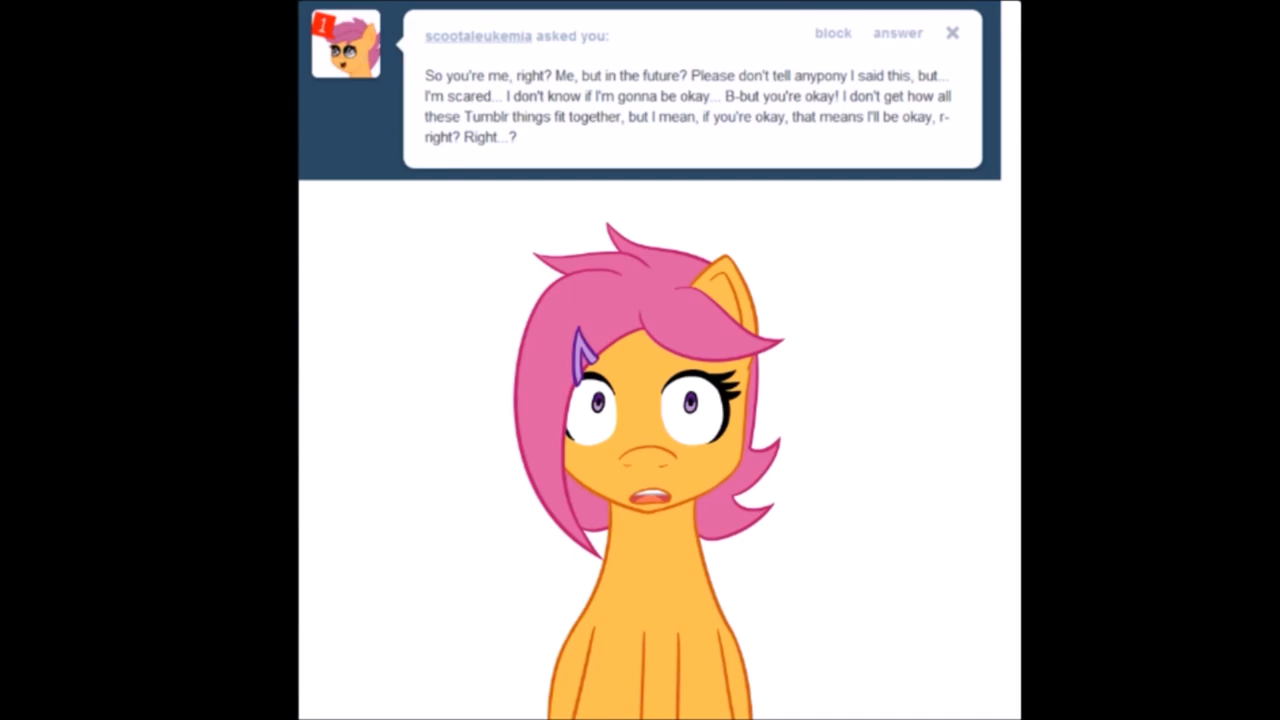 1
scootaleukemia asked you:
block answer ✕
So you're me, right? Me, but in the future? Please don't tell anypony I said this, but...
I'm scared... I don't know if I'm gonna be okay... B-but you're okay! I don't get how all
these Tumblr things fit together, but I mean, if you're okay, that means I'll be okay, r-
right? Right...?